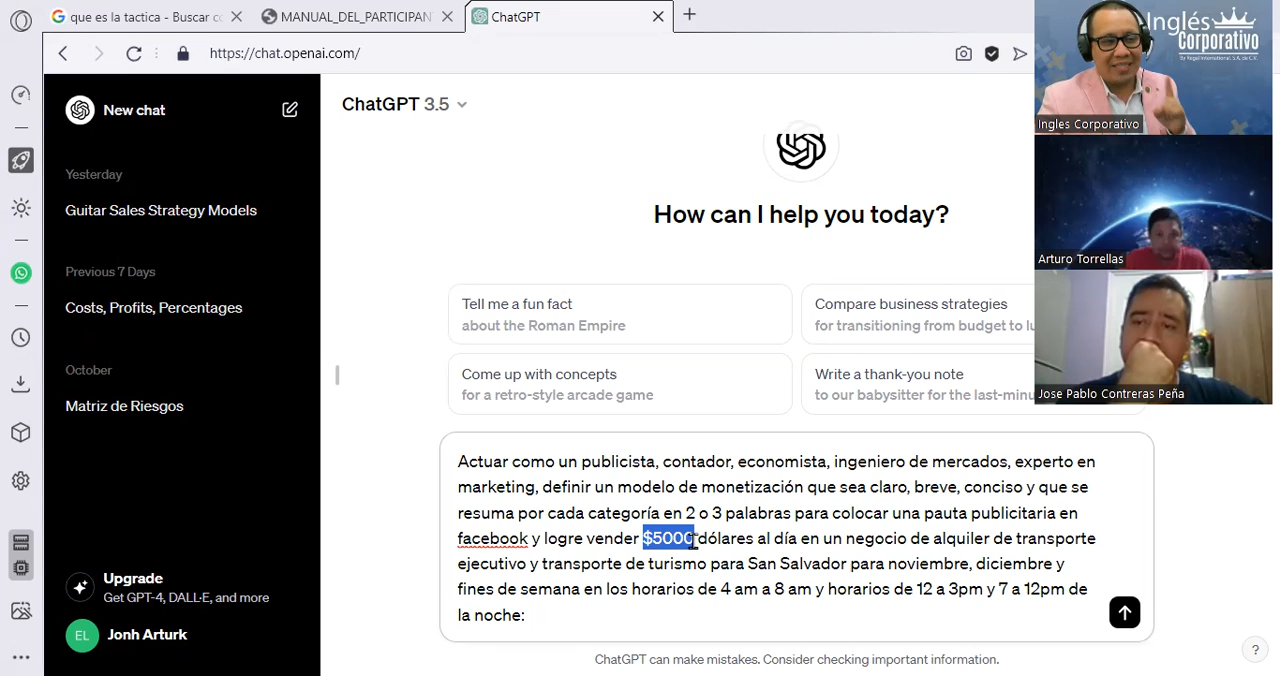 que es la tactica - Buscar co
MANUAL_DEL_PARTICIPAN
ChatGPT
https://chat.openai.com/
New chat
Yesterday
Guitar Sales Strategy Models
Previous 7 Days
Costs, Profits, Percentages
October
Matriz de Riesgos
Upgrade
Get GPT-4, DALL·E, and more
EL
Jonh Arturk
ChatGPT 3.5
How can I help you today?
Tell me a fun fact
about the Roman Empire
Compare business strategies
for transitioning from budget to lu
Come up with concepts
for a retro-style arcade game
Write a thank-you note
to our babysitter for the last-minu
Actuar como un publicista, contador, economista, ingeniero de mercados, experto en
marketing, definir un modelo de monetización que sea claro, breve, conciso y que se
resuma por cada categoría en 2 o 3 palabras para colocar una pauta publicitaria en
facebook y logre vender $5000 dólares al día en un negocio de alquiler de transporte
ejecutivo y transporte de turismo para San Salvador para noviembre, diciembre y
fines de semana en los horarios de 4 am a 8 am y horarios de 12 a 3pm y 7 a 12pm de
la noche:
ChatGPT can make mistakes. Consider checking important information.
?
Inglés
Corporativo
By Regal International, S.A. de C.V.
Ingles Corporativo
Arturo Torrellas
Jose Pablo Contreras Peña